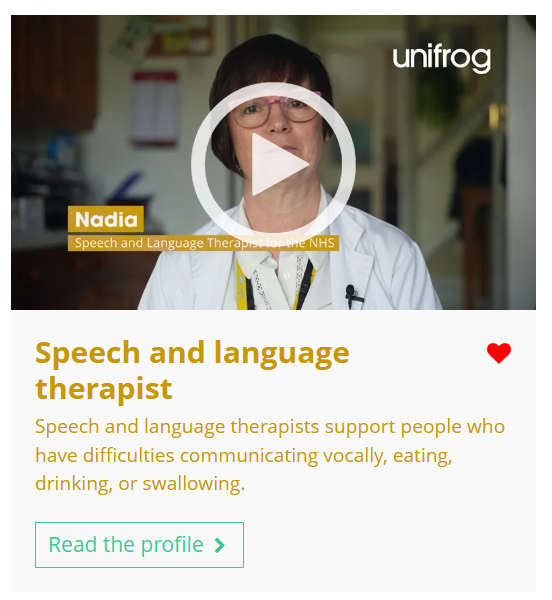 unifrog
Nadia
Speech and Language Therapist for the NHS
Speech and language
therapist
Speech and language therapists support people who
have difficulties communicating vocally, eating,
drinking, or swallowing.
Read the profile